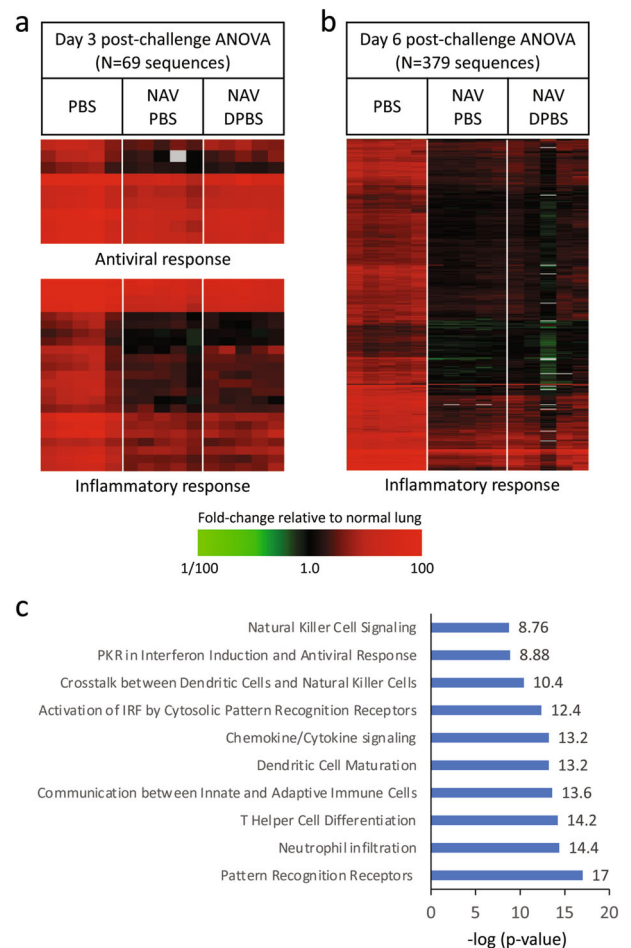 a
Day 3 post-challenge ANOVA
(N=69 sequences)
PBS
NAV
PBS
NAV
DPBS
Antiviral response
Inflammatory response
b
Day 6 post-challenge ANOVA
(N=379 sequences)
PBS
NAV
PBS
NAV
DPBS
Inflammatory response
Fold-change relative to normal lung
1/100
1.0
100
c
Natural Killer Cell Signaling 8.76
PKR in Interferon Induction and Antiviral Response 8.88
Crosstalk between Dendritic Cells and Natural Killer Cells 10.4
Activation of IRF by Cytosolic Pattern Recognition Receptors 12.4
Chemokine/Cytokine signaling 13.2
Dendritic Cell Maturation 13.2
Communication between Innate and Adaptive Immune Cells 13.6
T Helper Cell Differentiation 14.2
Neutrophil infiltration 14.4
Pattern Recognition Receptors 17
0 5 10 15 20
-log (p-value)